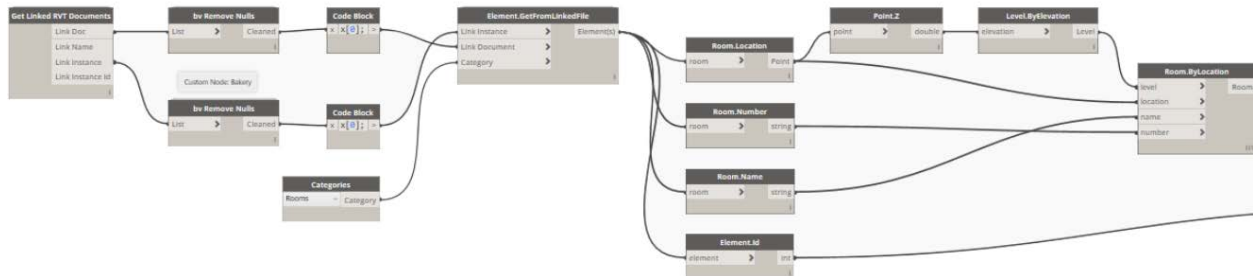 Get Linked RVT Documents
Link Doc
Link Name
Link Instance
Link Instance Id
bv Remove Nulls
List > Cleaned
Custom Node: Bakery
bv Remove Nulls
List > Cleaned
Code Block
x x[0]; >
Code Block
x x[0]; >
Categories
Rooms Category
Element.GetFromLinkedFile
Link Instance > Element(s)
Link Document >
Category >
Room.Location
room > Point
Room.Number
room > string
Room.Name
room > string
Element.Id
element > int
Point.Z
point > double
Level.ByElevation
elevation > Level
Room.ByLocation
level > Room
location >
name >
number >